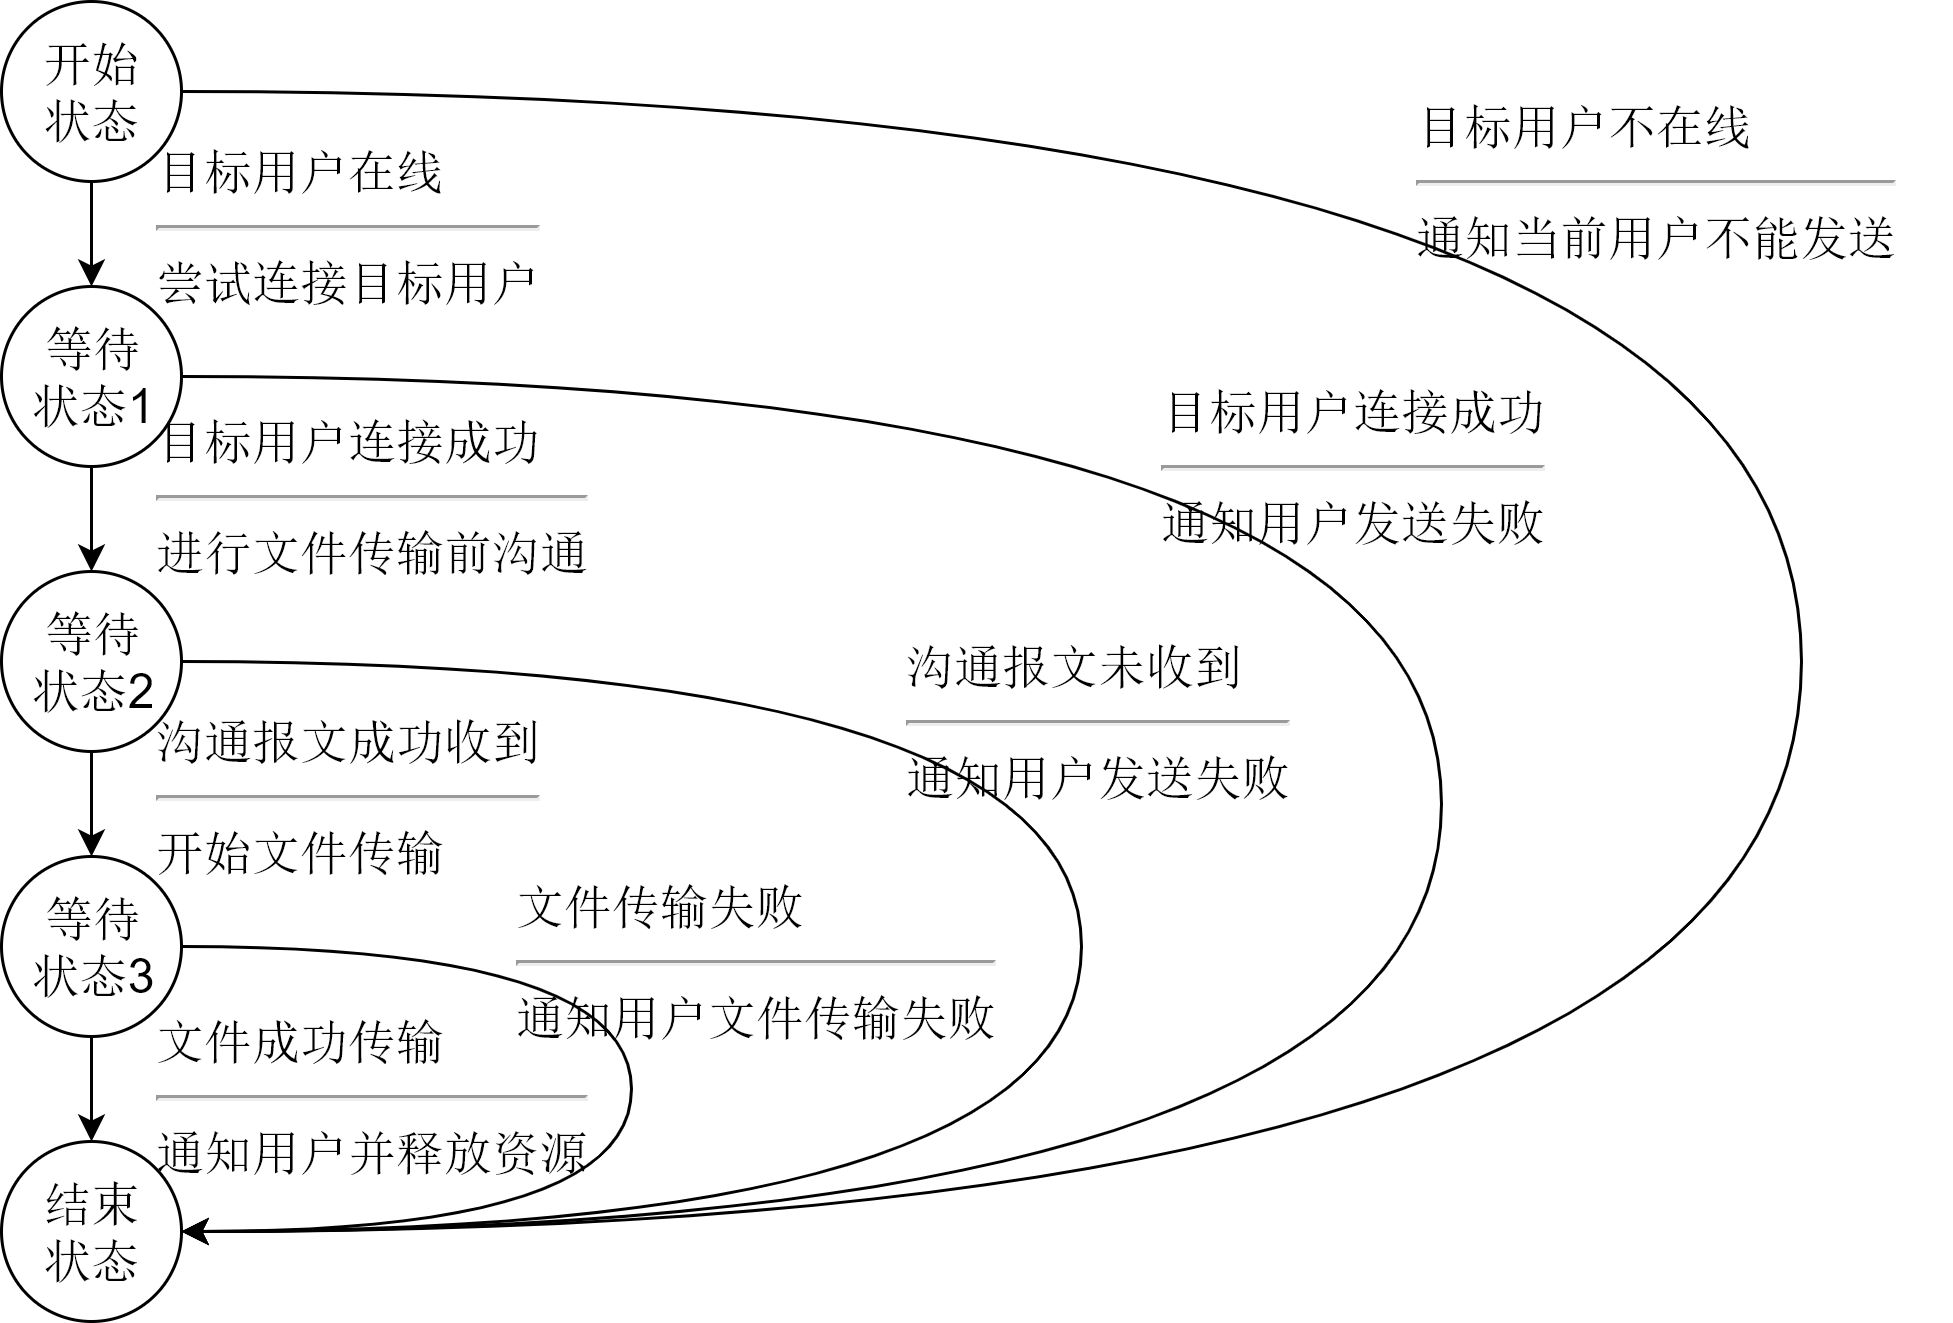 开始
状态
目标用户在线
尝试连接目标用户
目标用户不在线
通知当前用户不能发送
等待
状态1
目标用户连接成功
进行文件传输前沟通
目标用户连接成功
通知用户发送失败
等待
状态2
沟通报文成功收到
开始文件传输
沟通报文未收到
通知用户发送失败
等待
状态3
文件成功传输
通知用户并释放资源
文件传输失败
通知用户文件传输失败
结束
状态